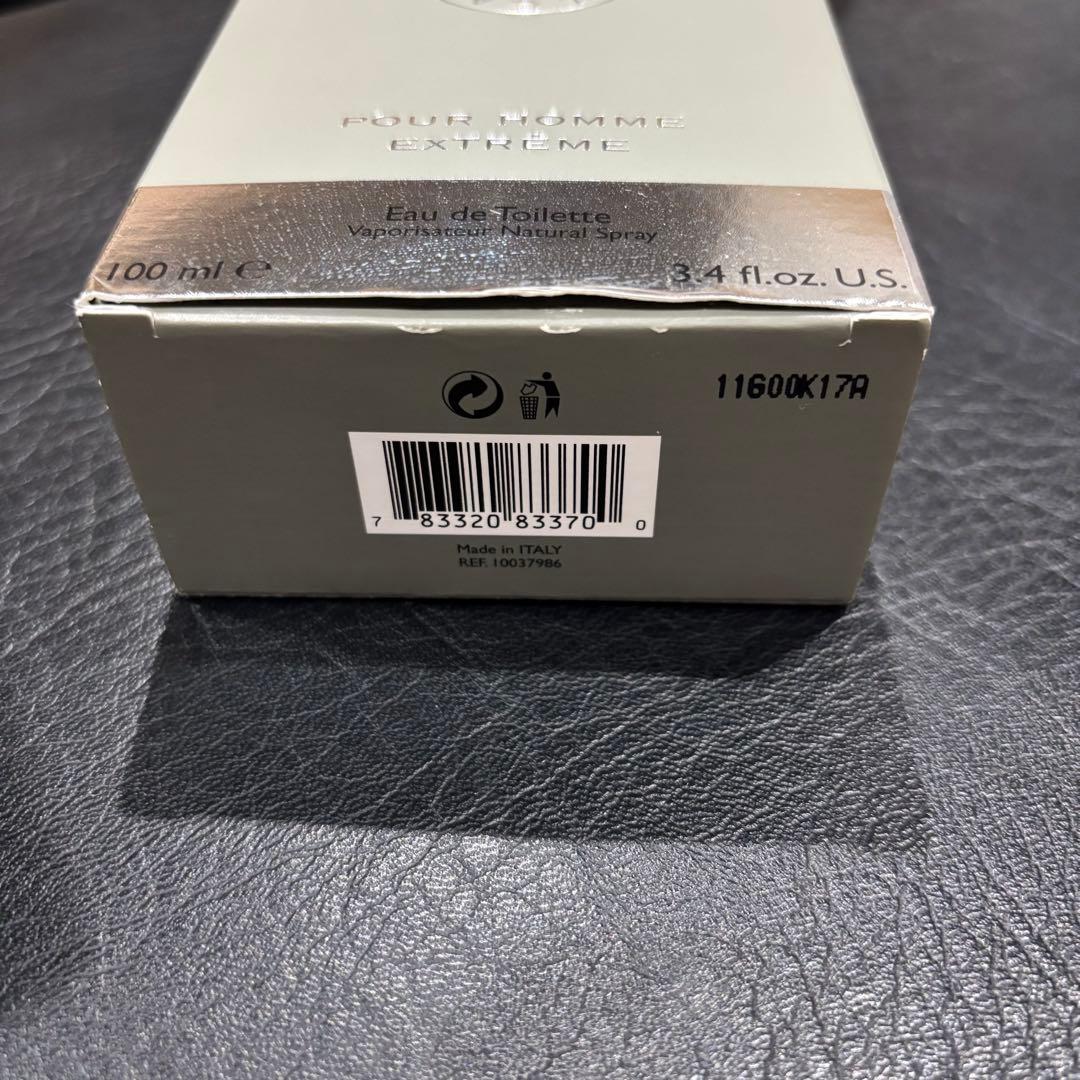 POUR HOMME
EXTRÊME
Eau de Toilette
Vaporisateur Natural Spray
100 ml ℮
3.4 fl.oz. U.S.
11600K17A
7 83320 83370 0
Made in ITALY
REF. 10037986